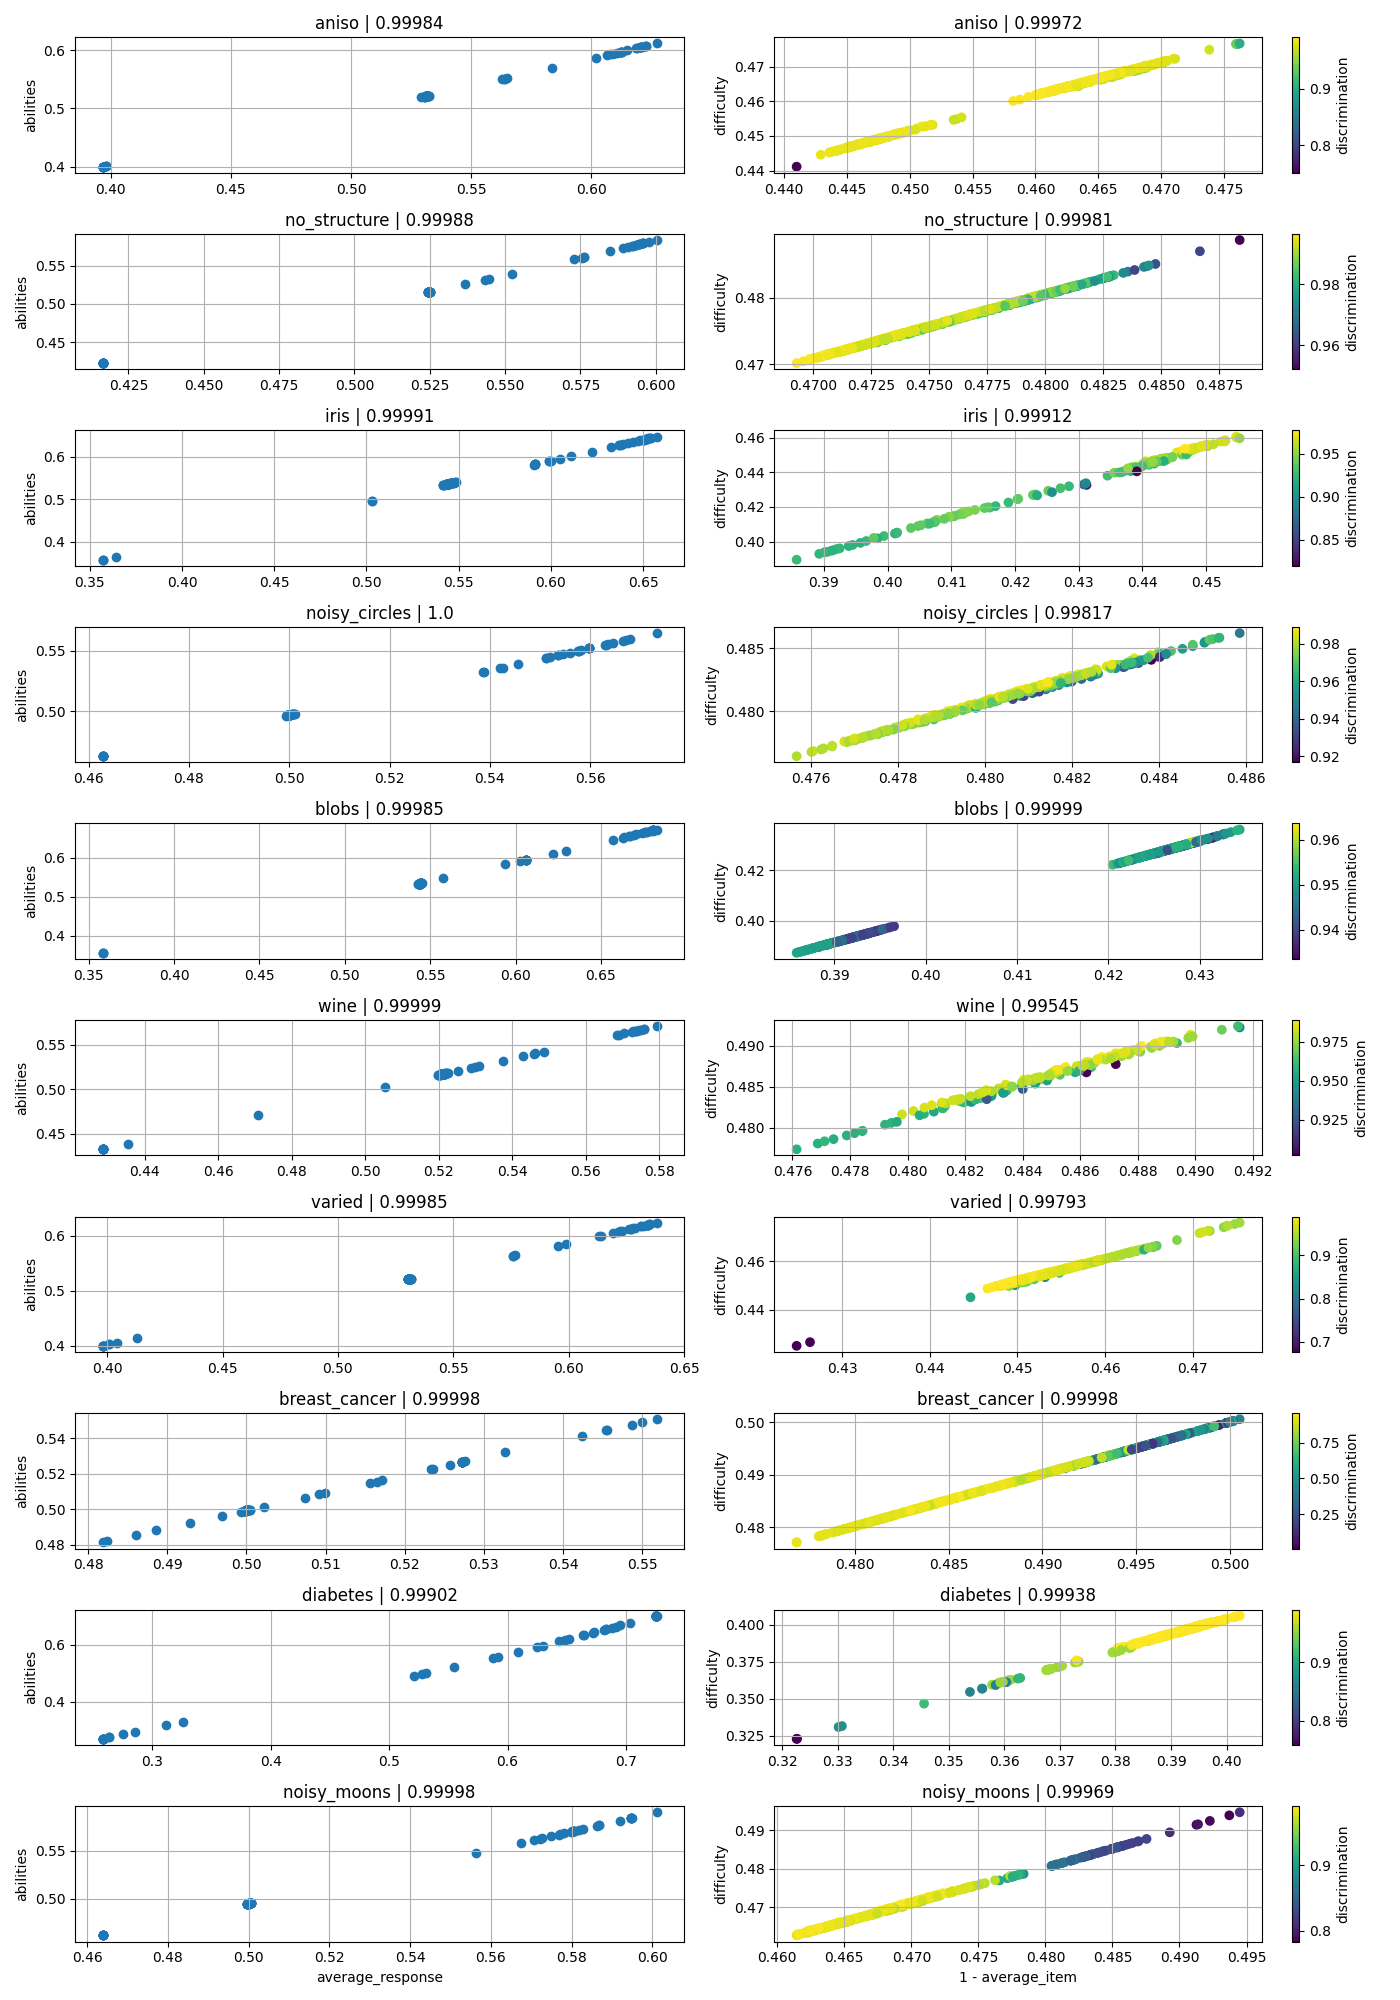 aniso | 0.99984
abilities
0.6
0.5
0.4
0.40 0.45 0.50 0.55 0.60
aniso | 0.99972
difficulty
0.47
0.46
0.45
0.44
0.440 0.445 0.450 0.455 0.460 0.465 0.470 0.475
0.9
0.8
discrimination
no_structure | 0.99988
abilities
0.55
0.50
0.45
0.425 0.450 0.475 0.500 0.525 0.550 0.575 0.600
no_structure | 0.99981
difficulty
0.48
0.47
0.4700 0.4725 0.4750 0.4775 0.4800 0.4825 0.4850 0.4875
0.98
0.96
discrimination
iris | 0.99991
abilities
0.6
0.5
0.4
0.35 0.40 0.45 0.50 0.55 0.60 0.65
iris | 0.99912
difficulty
0.46
0.44
0.42
0.40
0.39 0.40 0.41 0.42 0.43 0.44 0.45
0.95
0.90
0.85
discrimination
noisy_circles | 1.0
abilities
0.55
0.50
0.46 0.48 0.50 0.52 0.54 0.56
noisy_circles | 0.99817
difficulty
0.485
0.480
0.476 0.478 0.480 0.482 0.484 0.486
0.98
0.96
0.94
0.92
discrimination
blobs | 0.99985
abilities
0.6
0.5
0.4
0.35 0.40 0.45 0.50 0.55 0.60 0.65
blobs | 0.99999
difficulty
0.42
0.40
0.39 0.40 0.41 0.42 0.43
0.96
0.95
0.94
discrimination
wine | 0.99999
abilities
0.55
0.50
0.45
0.44 0.46 0.48 0.50 0.52 0.54 0.56 0.58
wine | 0.99545
difficulty
0.490
0.485
0.480
0.476 0.478 0.480 0.482 0.484 0.486 0.488 0.490 0.492
0.975
0.950
0.925
discrimination
varied | 0.99985
abilities
0.6
0.5
0.4
0.40 0.45 0.50 0.55 0.60 0.65
varied | 0.99793
difficulty
0.46
0.44
0.43 0.44 0.45 0.46 0.47
0.9
0.8
0.7
discrimination
breast_cancer | 0.99998
abilities
0.54
0.52
0.50
0.48
0.48 0.49 0.50 0.51 0.52 0.53 0.54 0.55
breast_cancer | 0.99998
difficulty
0.50
0.49
0.48
0.480 0.485 0.490 0.495 0.500
0.75
0.50
0.25
discrimination
diabetes | 0.99902
abilities
0.6
0.4
0.3 0.4 0.5 0.6 0.7
diabetes | 0.99938
difficulty
0.400
0.375
0.350
0.325
0.32 0.33 0.34 0.35 0.36 0.37 0.38 0.39 0.40
0.9
0.8
discrimination
noisy_moons | 0.99998
abilities
0.55
0.50
0.46 0.48 0.50 0.52 0.54 0.56 0.58 0.60
average_response
noisy_moons | 0.99969
difficulty
0.49
0.48
0.47
0.460 0.465 0.470 0.475 0.480 0.485 0.490 0.495
1 - average_item
0.9
0.8
discrimination